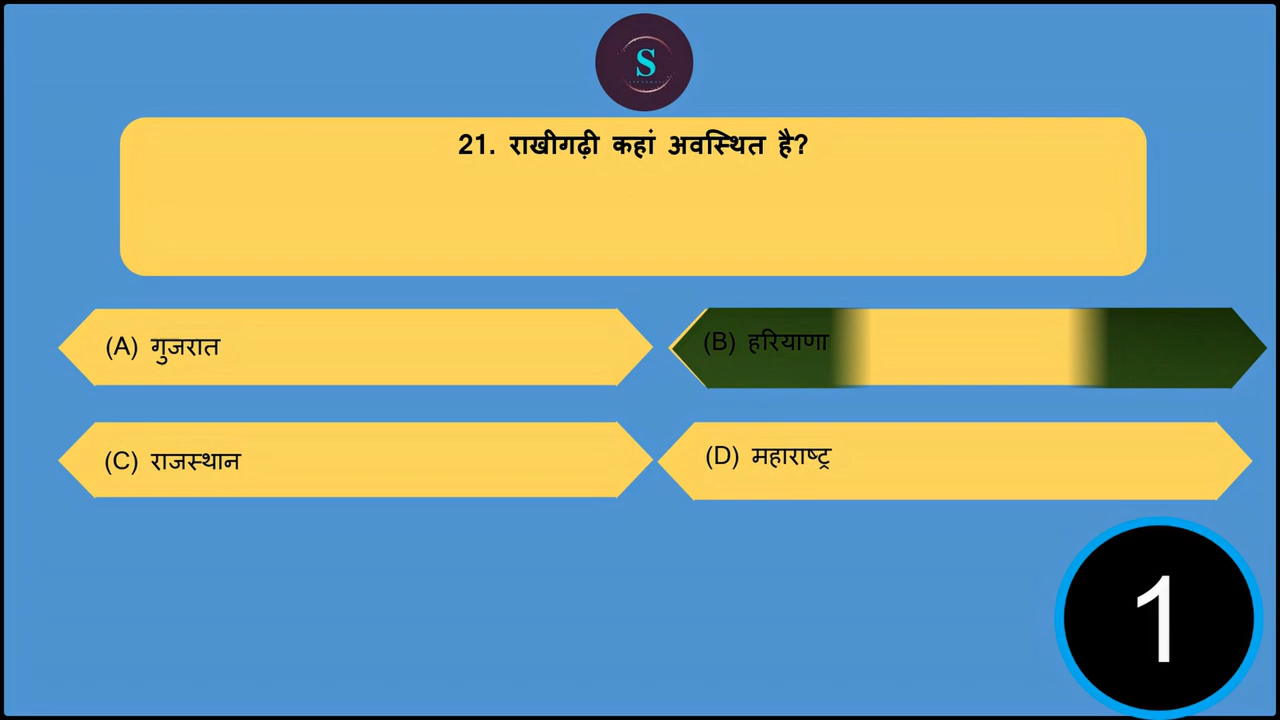 S
21. राखीगढ़ी कहां अवस्थित है?
(A) गुजरात
(B) हरियाणा
(C) राजस्थान
(D) महाराष्ट्र
1